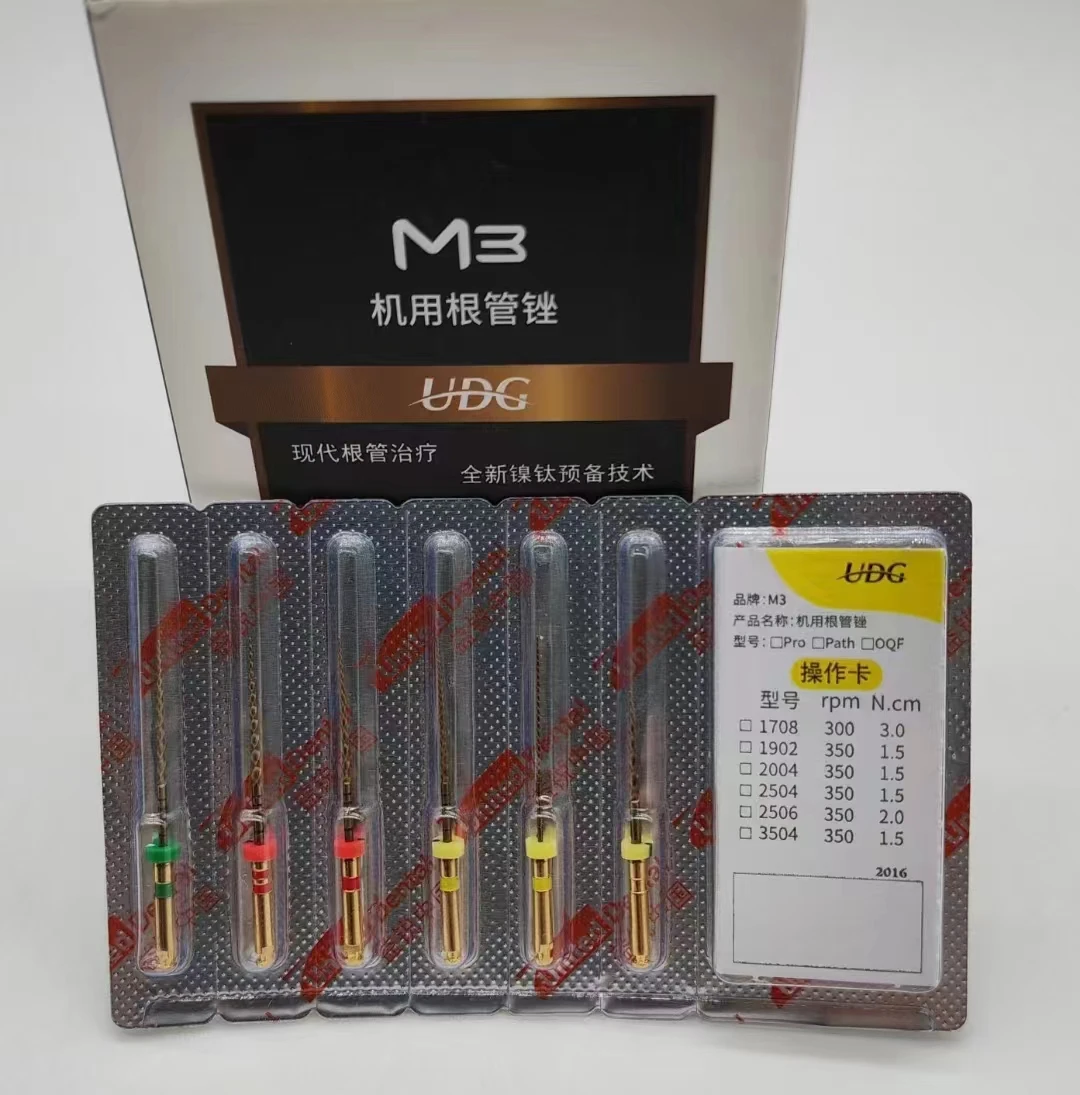 M3
机用根管锉
UDG
现代根管治疗
全新镍钛预备技术
UDG
品牌:M3
产品名称:机用根管锉
型号:□Pro □Path □OQF
操作卡
型号 rpm N.cm
□ 1708 300 3.0
□ 1902 350 1.5
□ 2004 350 1.5
□ 2504 350 1.5
□ 2506 350 2.0
□ 3504 350 1.5
2016